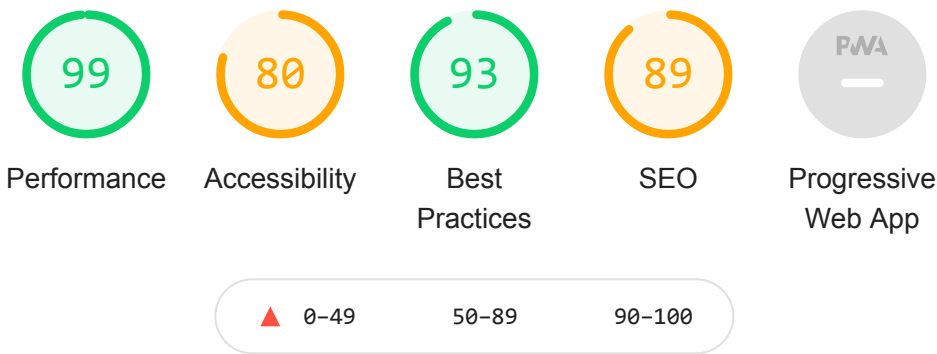 99 80 93 89 PWA
Performance Accessibility Best Practices SEO Progressive Web App
0–49 50–89 90–100